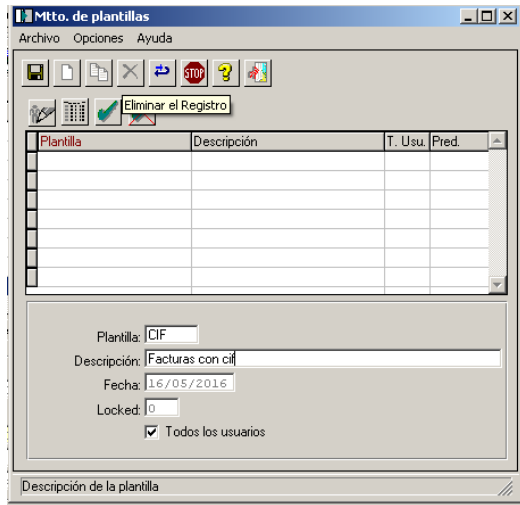 Mtto. de plantillas
Archivo Opciones Ayuda
STOP ?
Eliminar el Registro
Plantilla Descripción T. Usu. Pred.
Plantilla: CIF
Descripción: Facturas con cif
Fecha: 16/05/2016
Locked: 0
Todos los usuarios
Descripción de la plantilla